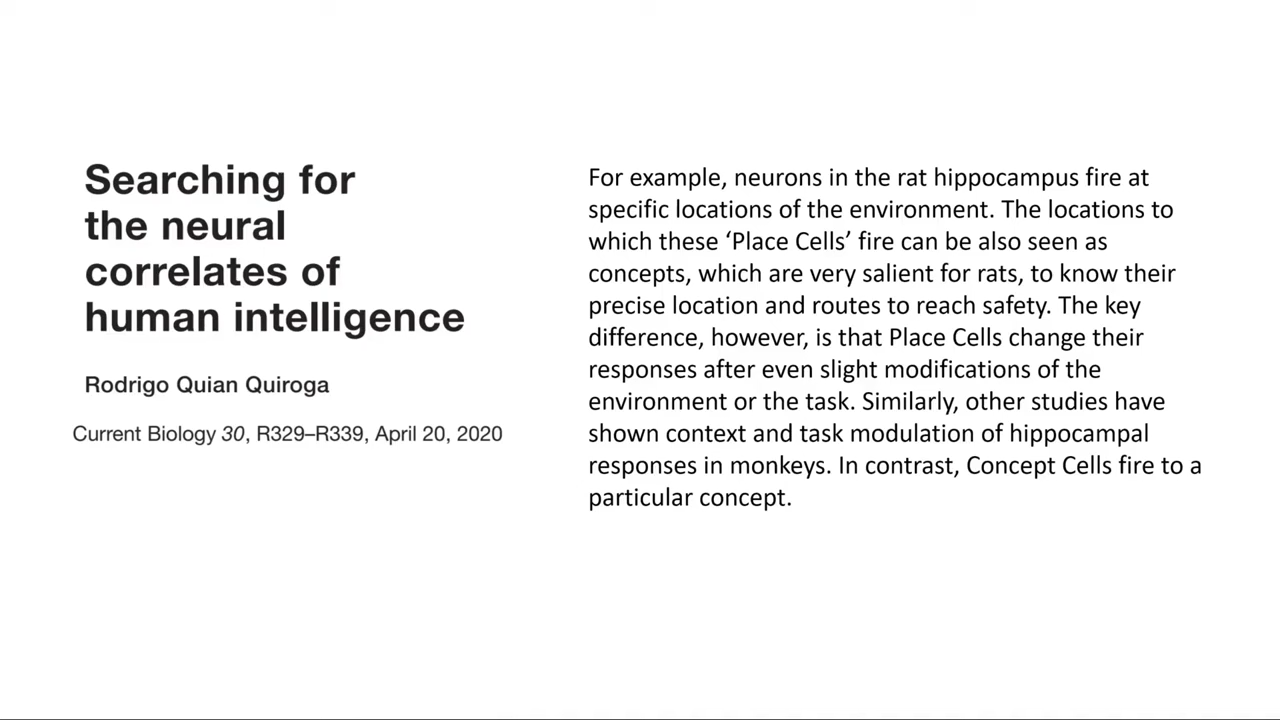 Searching for
the neural
correlates of
human intelligence
Rodrigo Quian Quiroga
Current Biology 30, R329–R339, April 20, 2020
For example, neurons in the rat hippocampus fire at
specific locations of the environment. The locations to
which these ‘Place Cells’ fire can be also seen as
concepts, which are very salient for rats, to know their
precise location and routes to reach safety. The key
difference, however, is that Place Cells change their
responses after even slight modifications of the
environment or the task. Similarly, other studies have
shown context and task modulation of hippocampal
responses in monkeys. In contrast, Concept Cells fire to a
particular concept.